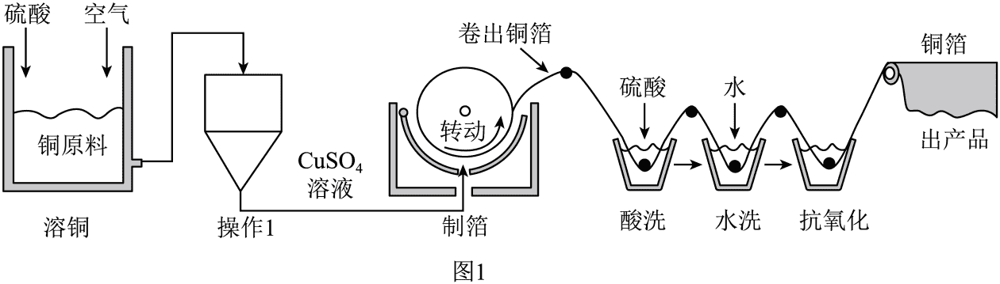 硫酸 空气
铜原料
溶铜
操作1
CuSO₄
溶液
卷出铜箔
转动
制箔
硫酸
水
酸洗
水洗
抗氧化
铜箔
出产品
图1